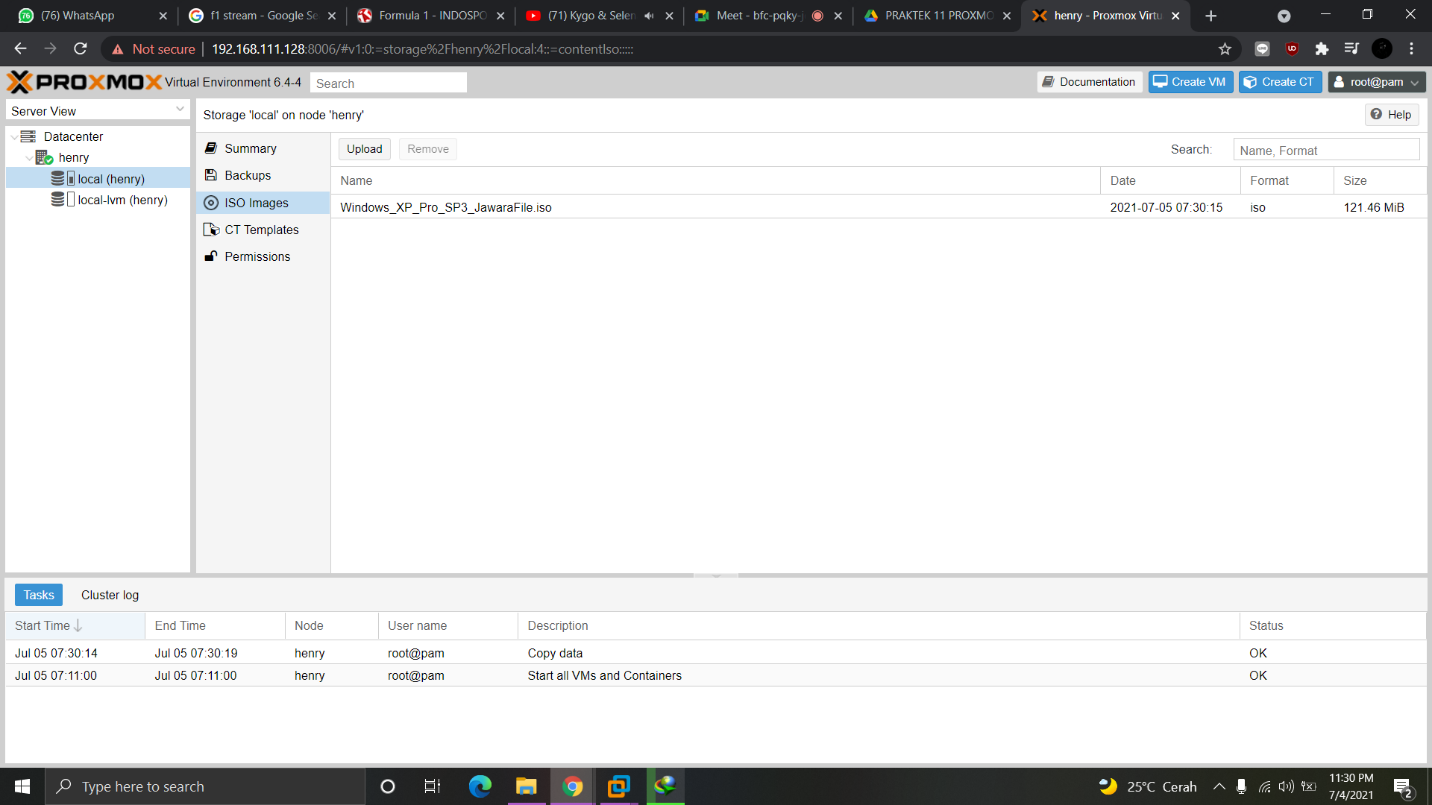 (76) WhatsApp
f1 stream - Google Se
Formula 1 - INDOSPO
(71) Kygo & Selen
Meet - bfc-pqky-j
PRAKTEK 11 PROXMO
henry - Proxmox Virtu
Not secure | 192.168.111.128:8006/#v1:0:=storage%2Fhenry%2Flocal:4::=contentIso:::::
PROXMOX Virtual Environment 6.4-4 Search Documentation Create VM Create CT root@pam
Server View
Storage 'local' on node 'henry' Help
Datacenter
henry
local (henry)
local-lvm (henry)
Summary
Backups
ISO Images
CT Templates
Permissions
Upload Remove Search: Name, Format
Name Date Format Size
Windows_XP_Pro_SP3_JawaraFile.iso 2021-07-05 07:30:15 iso 121.46 MiB
Tasks Cluster log
Start Time End Time Node User name Description Status
Jul 05 07:30:14 Jul 05 07:30:19 henry root@pam Copy data OK
Jul 05 07:11:00 Jul 05 07:11:00 henry root@pam Start all VMs and Containers OK
Type here to search
25°C Cerah
11:30 PM
7/4/2021
2